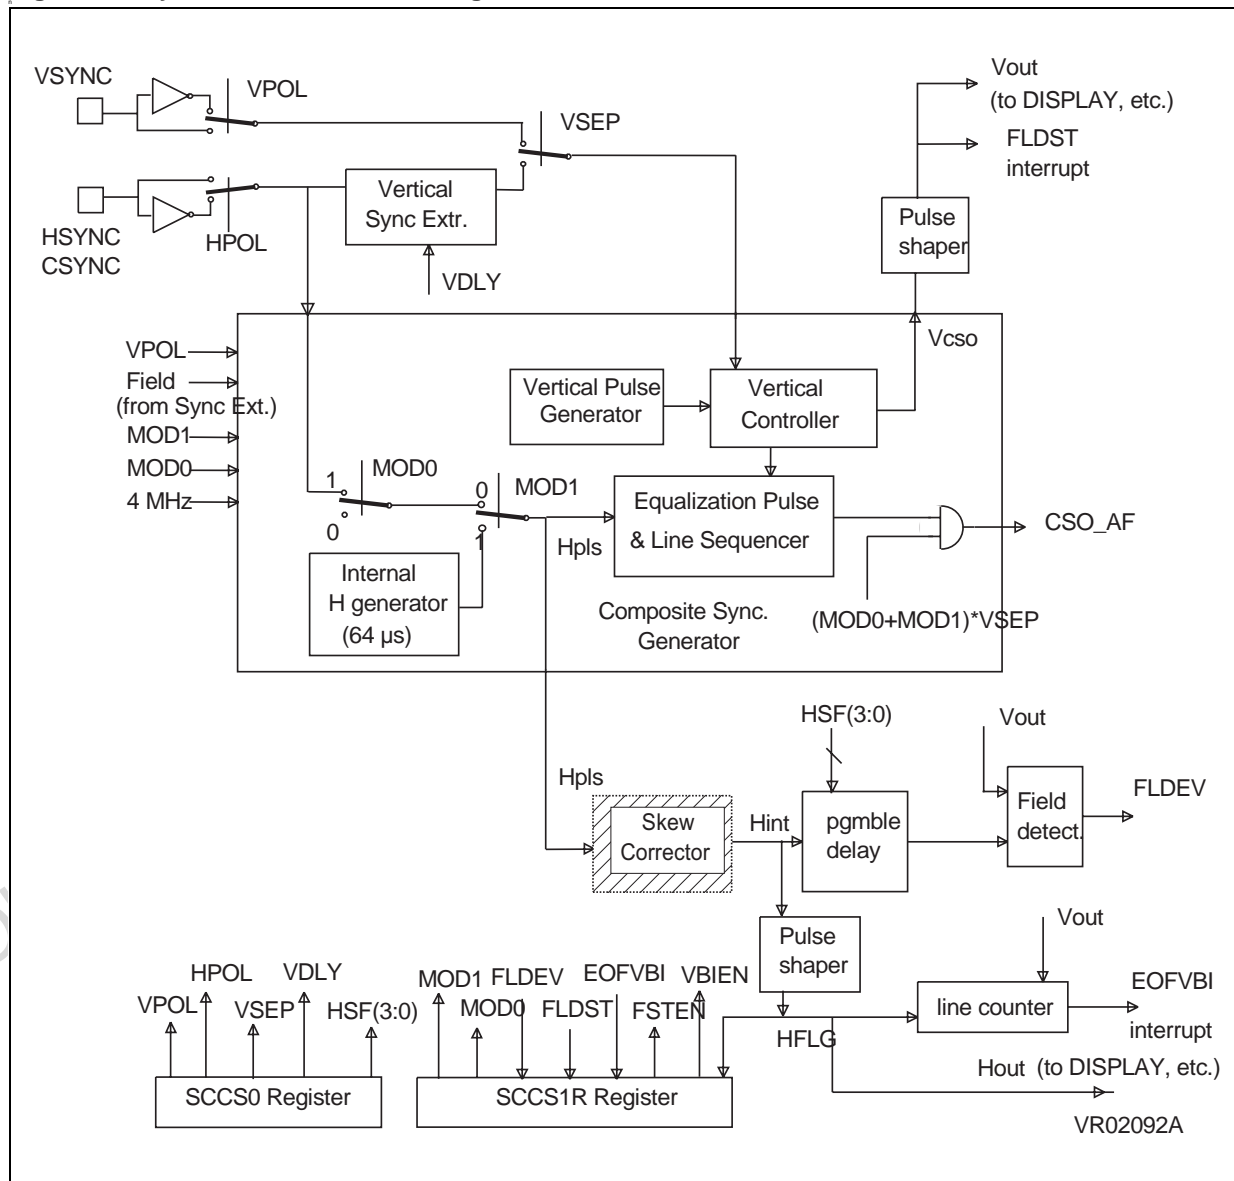 VSYNC
VPOL
VSEP
HSYNC
CSYNC
HPOL
Vertical
Sync Extr.
VDLY
Vout
(to DISPLAY, etc.)
FLDST
interrupt
Pulse
shaper
Vcso
VPOL
Field
(from Sync Ext.)
MOD1
MOD0
4 MHz
Vertical Pulse
Generator
Vertical
Controller
1
MOD0
0
0
MOD1
1
Hpls
Equalization Pulse
& Line Sequencer
CSO_AF
Internal
H generator
(64 µs)
Composite Sync.
Generator
(MOD0+MOD1)*VSEP
Hpls
Skew
Corrector
Hint
HSF(3:0)
pgmble
delay
Vout
Field
detect.
FLDEV
Pulse
shaper
HFLG
Vout
line counter
EOFVBI
interrupt
Hout (to DISPLAY, etc.)
VPOL
HPOL
VSEP
VDLY
HSF(3:0)
SCCS0 Register
MOD1
MOD0
FLDEV
FLDST
EOFVBI
FSTEN
VBIEN
SCCS1R Register
VR02092A